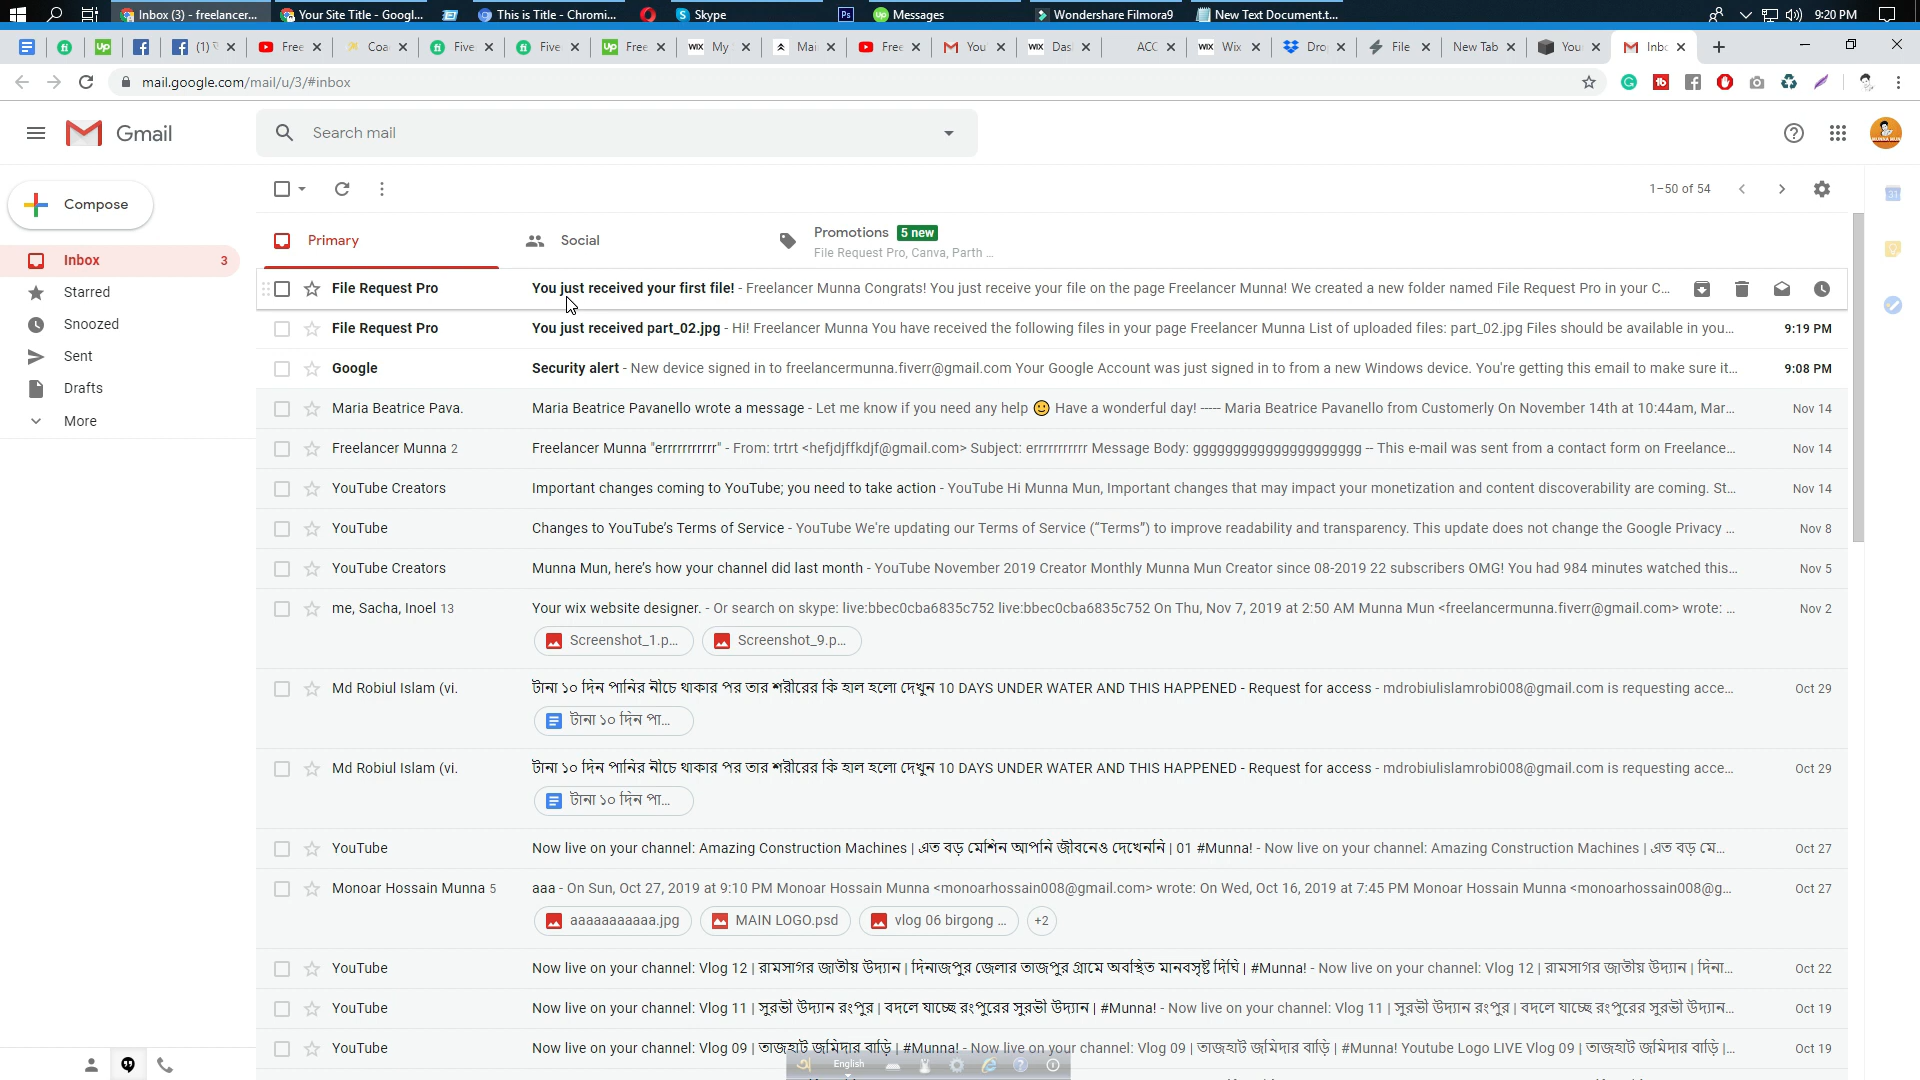 Inbox (3) - freelancer...
Your Site Title - Googl...
This is Title - Chromi...
Skype
Messages
Wondershare Filmora9
New Text Document.t...
9:20 PM
(1)
Free
Coa
Five
Five
Free
My
Mai
Free
You
Das
ACC
Wix
Dro
File
New Tab
You
Inbc
mail.google.com/mail/u/3/#inbox
Gmail
Search mail
Compose
1–50 of 54
Primary
Social
Promotions 5 new
File Request Pro, Canva, Parth ...
Inbox 3
Starred
Snoozed
Sent
Drafts
More
File Request Pro You just received your first file! - Freelancer Munna Congrats! You just receive your file on the page Freelancer Munna! We created a new folder named File Request Pro in your C...
File Request Pro You just received part_02.jpg - Hi! Freelancer Munna You have received the following files in your page Freelancer Munna List of uploaded files: part_02.jpg Files should be available in you... 9:19 PM
Google Security alert - New device signed in to freelancermunna.fiverr@gmail.com Your Google Account was just signed in to from a new Windows device. You're getting this email to make sure it... 9:08 PM
Maria Beatrice Pava. Maria Beatrice Pavanello wrote a message - Let me know if you need any help 🙂 Have a wonderful day! ----- Maria Beatrice Pavanello from Customerly On November 14th at 10:44am, Mar... Nov 14
Freelancer Munna 2 Freelancer Munna "errrrrrrrrr" - From: trtrt <hefjdjffkdjf@gmail.com> Subject: errrrrrrrrr Message Body: ggggggggggggggggggggg -- This e-mail was sent from a contact form on Freelance... Nov 14
YouTube Creators Important changes coming to YouTube; you need to take action - YouTube Hi Munna Mun, Important changes that may impact your monetization and content discoverability are coming. St... Nov 14
YouTube Changes to YouTube's Terms of Service - YouTube We're updating our Terms of Service (“Terms”) to improve readability and transparency. This update does not change the Google Privacy ... Nov 8
YouTube Creators Munna Mun, here's how your channel did last month - YouTube November 2019 Creator Monthly Munna Mun Creator since 08-2019 22 subscribers OMG! You had 984 minutes watched this... Nov 5
me, Sacha, Inoel 13 Your wix website designer. - Or search on skype: live:bbec0cba6835c752 live:bbec0cba6835c752 On Thu, Nov 7, 2019 at 2:50 AM Munna Mun <freelancermunna.fiverr@gmail.com> wrote: ... Nov 2
Screenshot_1.p... Screenshot_9.p...
Md Robiul Islam (vi. টানা ১০ দিন পানির নীচে থাকার পর তার শরীরের কি হাল হলো দেখুন 10 DAYS UNDER WATER AND THIS HAPPENED - Request for access - mdrobiulislamrobi008@gmail.com is requesting acce... Oct 29
টানা ১০ দিন পা...
Md Robiul Islam (vi. টানা ১০ দিন পানির নীচে থাকার পর তার শরীরের কি হাল হলো দেখুন 10 DAYS UNDER WATER AND THIS HAPPENED - Request for access - mdrobiulislamrobi008@gmail.com is requesting acce... Oct 29
টানা ১০ দিন পা...
YouTube Now live on your channel: Amazing Construction Machines | এত বড় মেশিন আপনি জীবনেও দেখেননি | 01 #Munna! - Now live on your channel: Amazing Construction Machines | এত বড় মে... Oct 27
Monoar Hossain Munna 5 aaa - On Sun, Oct 27, 2019 at 9:10 PM Monoar Hossain Munna <monoarhossain008@gmail.com> wrote: On Wed, Oct 16, 2019 at 7:45 PM Monoar Hossain Munna <monoarhossain008@g... Oct 27
aaaaaaaaaaa.jpg MAIN LOGO.psd vlog 06 birgong ... +2
YouTube Now live on your channel: Vlog 12 | রামসাগর জাতীয় উদ্যান | দিনাজপুর জেলার তাজপুর গ্রামে অবস্থিত মানবসৃষ্ট দিঘি | #Munna! - Now live on your channel: Vlog 12 | রামসাগর জাতীয় উদ্যান | দিনা... Oct 22
YouTube Now live on your channel: Vlog 11 | সুরভী উদ্যান রংপুর | বদলে যাচ্ছে রংপুরের সুরভী উদ্যান | #Munna! - Now live on your channel: Vlog 11 | সুরভী উদ্যান রংপুর | বদলে যাচ্ছে রংপুরের সুরভী উদ্যান... Oct 19
YouTube Now live on your channel: Vlog 09 | তাজহাট জমিদার বাড়ি | #Munna! - Now live on your channel: Vlog 09 | তাজহাট জমিদার বাড়ি | #Munna! Youtube Logo LIVE Vlog 09 | তাজহাট জমিদার বাড়ি |... Oct 19
English